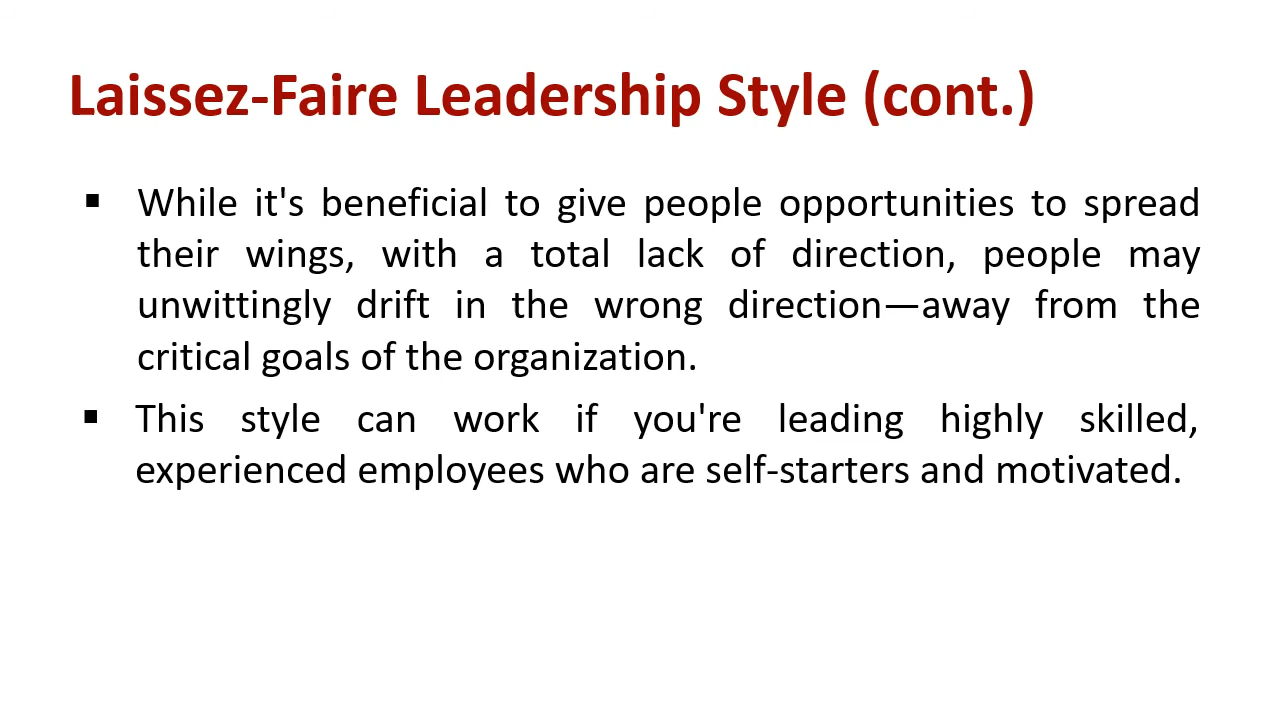 Laissez-Faire Leadership Style (cont.)
▪ While it's beneficial to give people opportunities to spread
their wings, with a total lack of direction, people may
unwittingly drift in the wrong direction—away from the
critical goals of the organization.
▪ This style can work if you're leading highly skilled,
experienced employees who are self-starters and motivated.